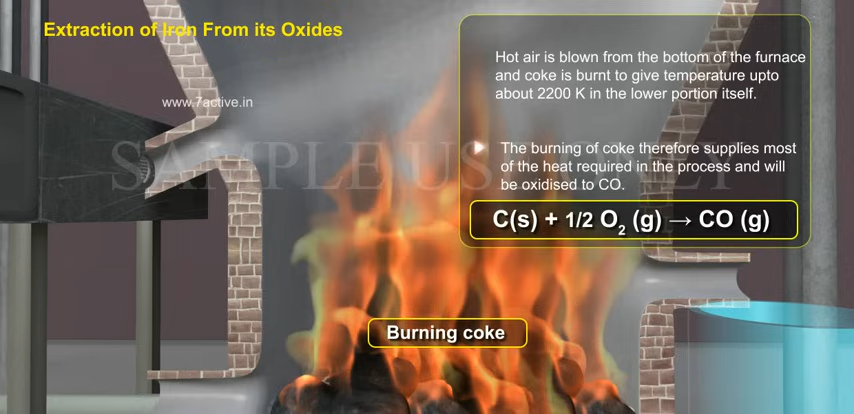 Extraction of Iron From its Oxides
Hot air is blown from the bottom of the furnace
and coke is burnt to give temperature upto
about 2200 K in the lower portion itself.
www.7active.in
The burning of coke therefore supplies most
of the heat required in the process and will
be oxidised to CO.
SAMPLE USE ONLY
C(s) + 1/2 O₂ (g) → CO (g)
Burning coke